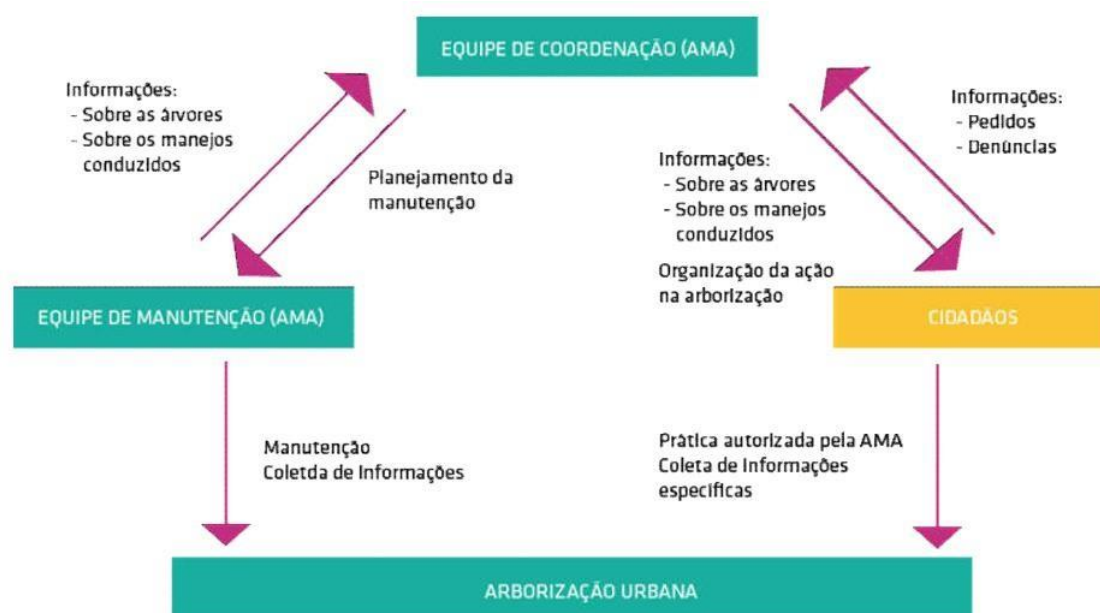 EQUIPE DE COORDENAÇÃO (AMA)
Informações:
- Sobre as árvores
- Sobre os manejos
conduzidos
Planejamento da
manutenção
Informações:
- Sobre as árvores
- Sobre os manejos
conduzidos
Organização da ação
na arborização
Informações:
- Pedidos
- Denúncias
EQUIPE DE MANUTENÇÃO (AMA)
CIDADÃOS
Manutenção
Coletda de Informações
Prática autorizada pela AMA
Coleta de Informações
específicas
ARBORIZAÇÃO URBANA